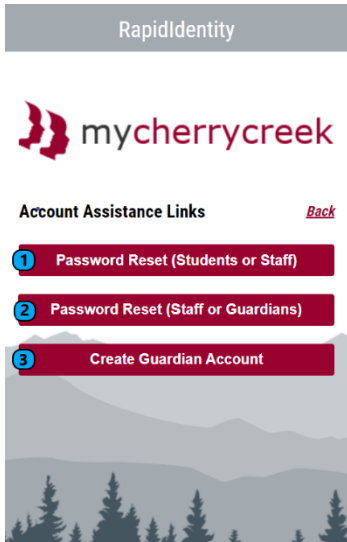 RapidIdentity
mycherrycreek
Account Assistance Links Back
1 Password Reset (Students or Staff)
2 Password Reset (Staff or Guardians)
3 Create Guardian Account